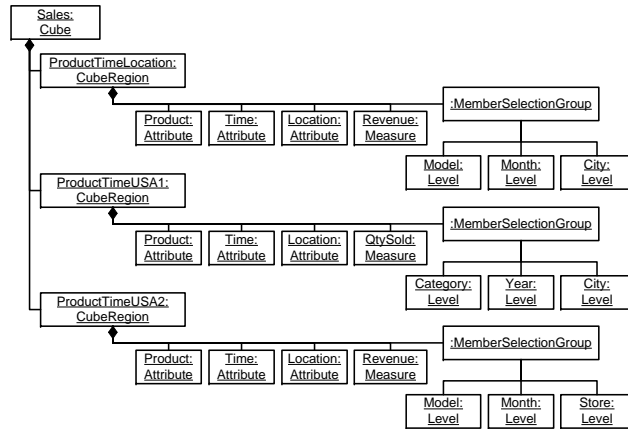 Sales:
Cube
ProductTimeLocation:
CubeRegion
:MemberSelectionGroup
Product:
Attribute
Time:
Attribute
Location:
Attribute
Revenue:
Measure
Model:
Level
Month:
Level
City:
Level
ProductTimeUSA1:
CubeRegion
:MemberSelectionGroup
Product:
Attribute
Time:
Attribute
Location:
Attribute
QtySold:
Measure
Category:
Level
Year:
Level
City:
Level
ProductTimeUSA2:
CubeRegion
:MemberSelectionGroup
Product:
Attribute
Time:
Attribute
Location:
Attribute
Revenue:
Measure
Model:
Level
Month:
Level
Store:
Level